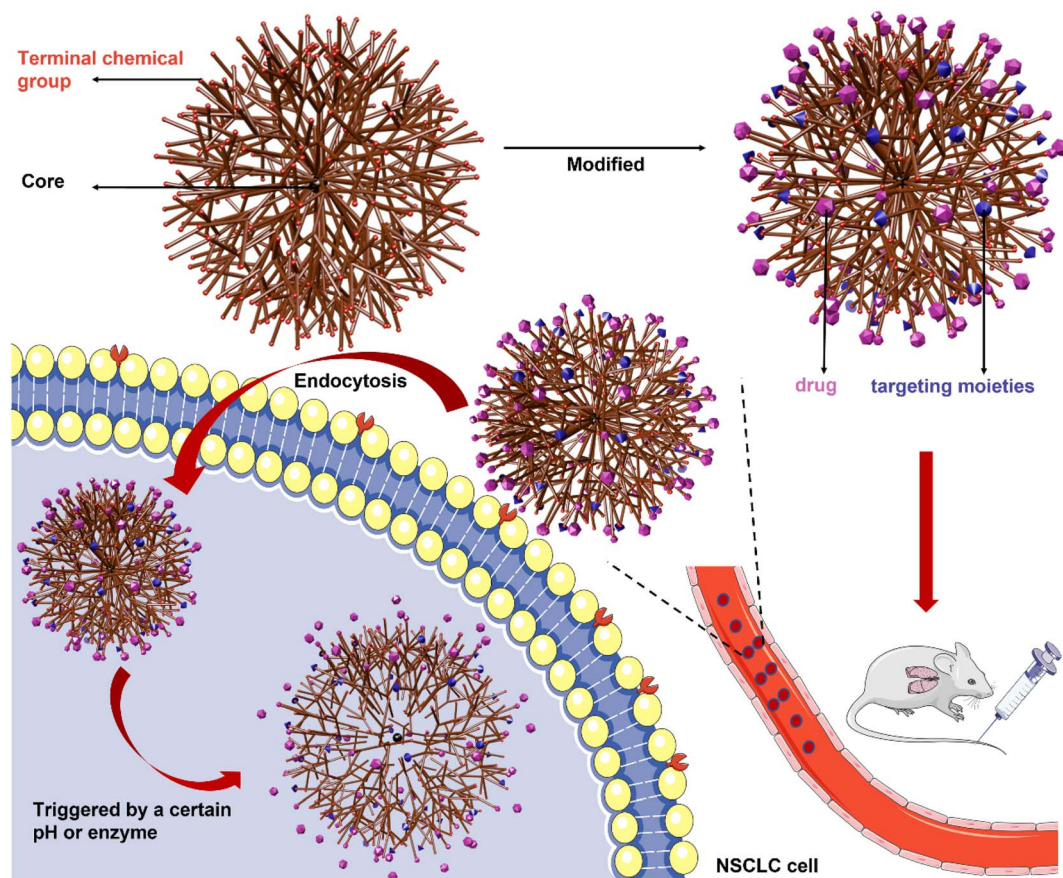 Terminal chemical
group
Core
Modified
drug
targeting moieties
Endocytosis
Triggered by a certain
pH or enzyme
NSCLC cell